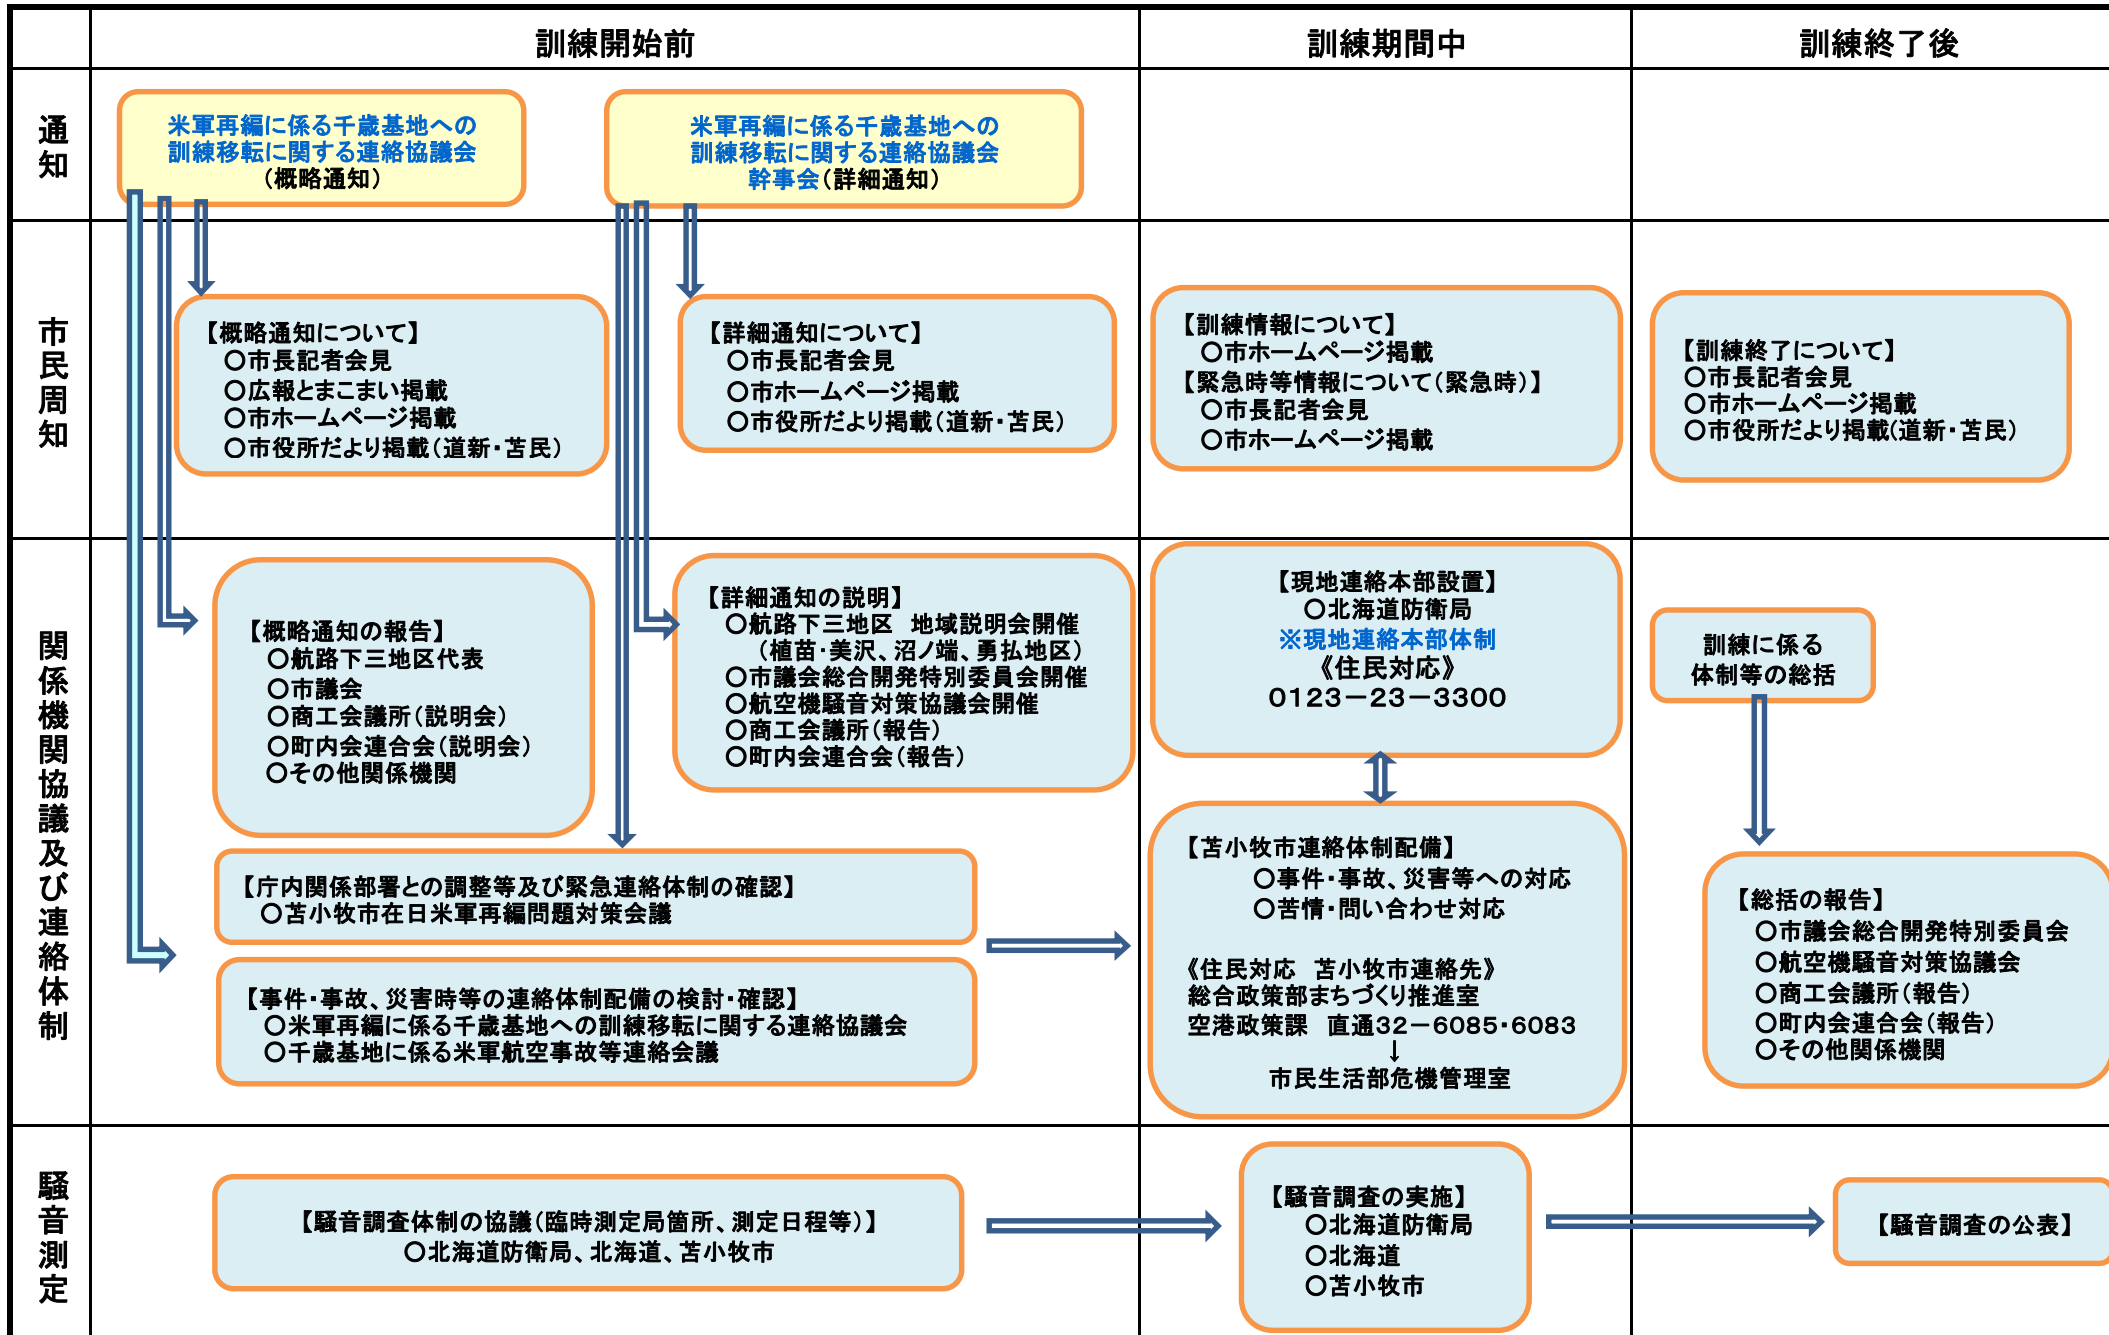 訓練開始前
訓練期間中
訓練終了後
通知
米軍再編に係る千歳基地への
訓練移転に関する連絡協議会
(概略通知)
米軍再編に係る千歳基地への
訓練移転に関する連絡協議会
幹事会(詳細通知)
市民周知
【概略通知について】
○市長記者会見
○広報とまこまい掲載
○市ホームページ掲載
○市役所だより掲載(道新・苫民)
【詳細通知について】
○市長記者会見
○市ホームページ掲載
○市役所だより掲載(道新・苫民)
【訓練情報について】
○市ホームページ掲載
【緊急時等情報について(緊急時)】
○市長記者会見
○市ホームページ掲載
【訓練終了について】
○市長記者会見
○市ホームページ掲載
○市役所だより掲載(道新・苫民)
関係機関協議及び連絡体制
【概略通知の報告】
○航路下三地区代表
○市議会
○商工会議所(説明会)
○町内会連合会(説明会)
○その他関係機関
【詳細通知の説明】
○航路下三地区 地域説明会開催
(植苗・美沢、沼ノ端、勇払地区)
○市議会総合開発特別委員会開催
○航空機騒音対策協議会開催
○商工会議所(報告)
○町内会連合会(報告)
【庁内関係部署との調整等及び緊急連絡体制の確認】
○苫小牧市在日米軍再編問題対策会議
【事件・事故、災害時等の連絡体制配備の検討・確認】
○米軍再編に係る千歳基地への訓練移転に関する連絡協議会
○千歳基地に係る米軍航空事故等連絡会議
【現地連絡本部設置】
○北海道防衛局
※現地連絡本部体制
《住民対応》
0123-23-3300
【苫小牧市連絡体制配備】
○事件・事故、災害等への対応
○苦情・問い合わせ対応
《住民対応 苫小牧市連絡先》
総合政策部まちづくり推進室
空港政策課 直通32-6085・6083
↓
市民生活部危機管理室
訓練に係る
体制等の総括
【総括の報告】
○市議会総合開発特別委員会
○航空機騒音対策協議会
○商工会議所(報告)
○町内会連合会(報告)
○その他関係機関
騒音測定
【騒音調査体制の協議(臨時測定局箇所、測定日程等)】
○北海道防衛局、北海道、苫小牧市
【騒音調査の実施】
○北海道防衛局
○北海道
○苫小牧市
【騒音調査の公表】